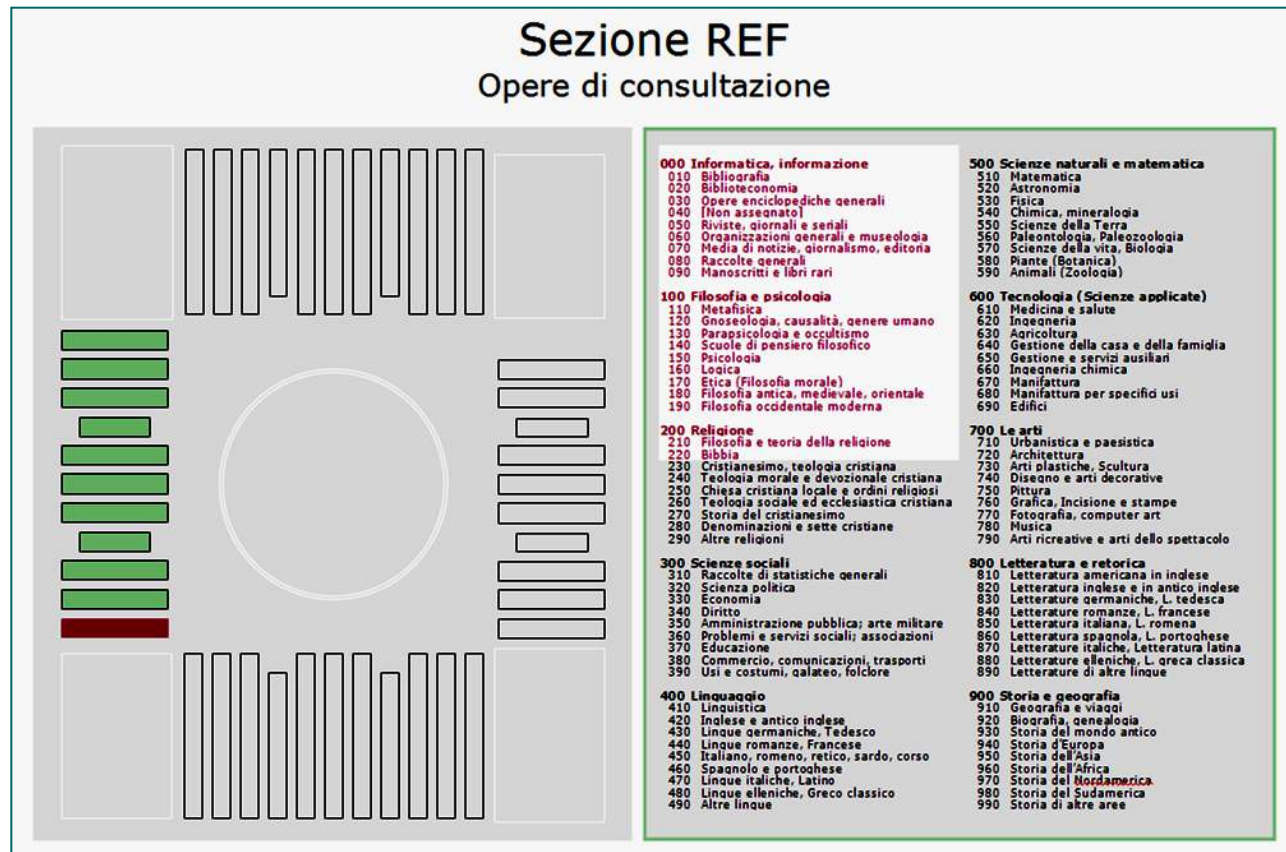 Sezione REF
Opere di consultazione
000 Informatica, informazione
010 Bibliografia
020 Biblioteconomia
030 Opere enciclopediche generali
040 [Non assegnato]
050 Riviste, giornali e seriali
060 Organizzazioni generali e museologia
070 Media di notizie, giornalismo, editoria
080 Raccolte generali
090 Manoscritti e libri rari
100 Filosofia e psicologia
110 Metafisica
120 Gnoseologia, causalità, genere umano
130 Parapsicologia e occultismo
140 Scuole di pensiero filosofico
150 Psicologia
160 Logica
170 Etica (Filosofia morale)
180 Filosofia antica, medievale, orientale
190 Filosofia occidentale moderna
200 Religione
210 Filosofia e teoria della religione
220 Bibbia
230 Cristianesimo, teologia cristiana
240 Teologia morale e devozionale cristiana
250 Chiesa cristiana locale e ordini religiosi
260 Teologia sociale ed ecclesiastica cristiana
270 Storia del cristianesimo
280 Denominazioni e sette cristiane
290 Altre religioni
300 Scienze sociali
310 Raccolte di statistiche generali
320 Scienza politica
330 Economia
340 Diritto
350 Amministrazione pubblica; arte militare
360 Problemi e servizi sociali; associazioni
370 Educazione
380 Commercio, comunicazioni, trasporti
390 Usi e costumi, galateo, folclore
400 Linguaggio
410 Linguistica
420 Inglese e antico inglese
430 Lingue germaniche, Tedesco
440 Lingue romanze, Francese
450 Italiano, romeno, retico, sardo, corso
460 Spagnolo e portoghese
470 Lingue italiche, Latino
480 Lingue elleniche, Greco classico
490 Altre lingue
500 Scienze naturali e matematica
510 Matematica
520 Astronomia
530 Fisica
540 Chimica, mineralogia
550 Scienze della Terra
560 Paleontologia, Paleozoologia
570 Scienze della vita, Biologia
580 Piante (Botanica)
590 Animali (Zoologia)
600 Tecnologia (Scienze applicate)
610 Medicina e salute
620 Ingegneria
630 Agricoltura
640 Gestione della casa e della famiglia
650 Gestione e servizi ausiliari
660 Ingegneria chimica
670 Manifattura
680 Manifattura per specifici usi
690 Edifici
700 Le arti
710 Urbanistica e paesistica
720 Architettura
730 Arti plastiche, Scultura
740 Disegno e arti decorative
750 Pittura
760 Grafica, Incisione e stampe
770 Fotografia, computer art
780 Musica
790 Arti ricreative e arti dello spettacolo
800 Letteratura e retorica
810 Letteratura americana in inglese
820 Letteratura inglese e in antico inglese
830 Letterature germaniche, L. tedesca
840 Letterature romanze, L. francese
850 Letteratura italiana, L. romena
860 Letteratura spagnola, L. portoghese
870 Letterature italiche, Letteratura latina
880 Letterature elleniche, L. greca classica
890 Letterature di altre lingue
900 Storia e geografia
910 Geografia e viaggi
920 Biografia, genealogia
930 Storia del mondo antico
940 Storia d'Europa
950 Storia dell'Asia
960 Storia dell'Africa
970 Storia del Nordamerica
980 Storia del Sudamerica
990 Storia di altre aree